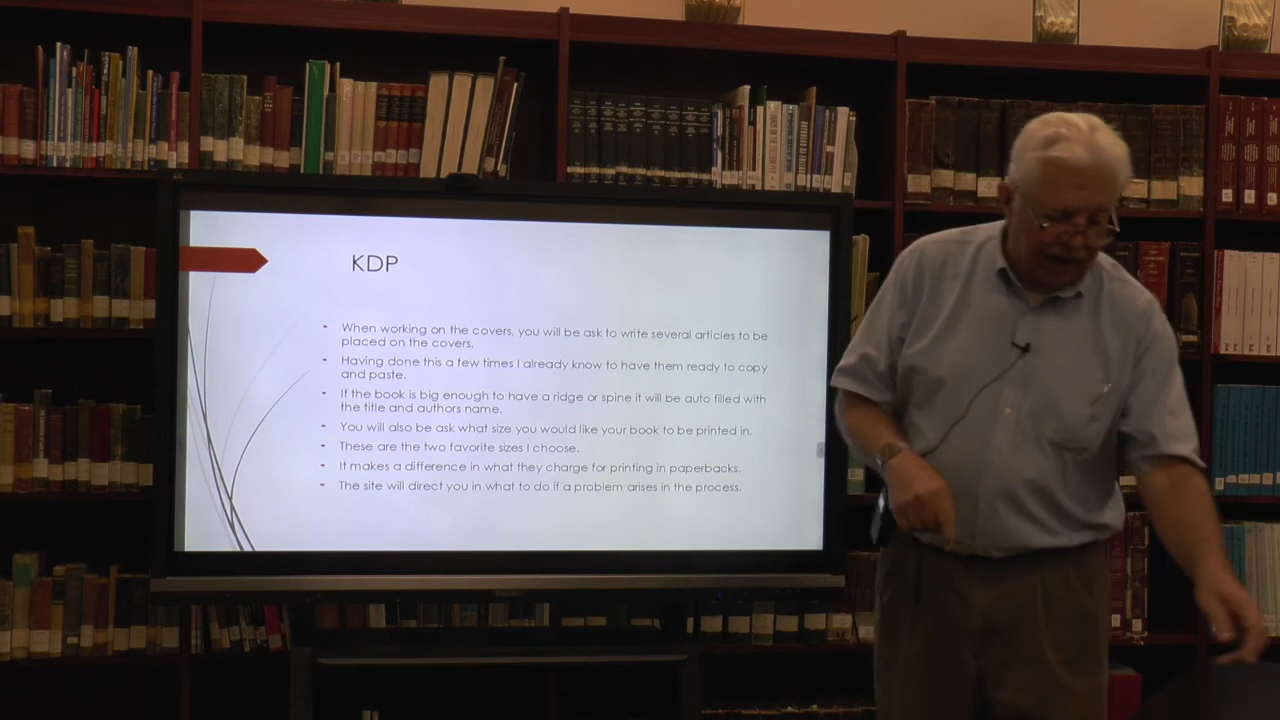 KDP
- When working on the covers, you will be ask to write several articles to be
placed on the covers.
- Having done this a few times I already know to have them ready to copy
and paste.
- If the book is big enough to have a ridge or spine it will be auto filled with
the title and authors name.
- You will also be ask what size you would like your book to be printed in.
- These are the two favorite sizes I choose.
- It makes a difference in what they charge for printing in paperbacks.
- The site will direct you in what to do if a problem arises in the process.